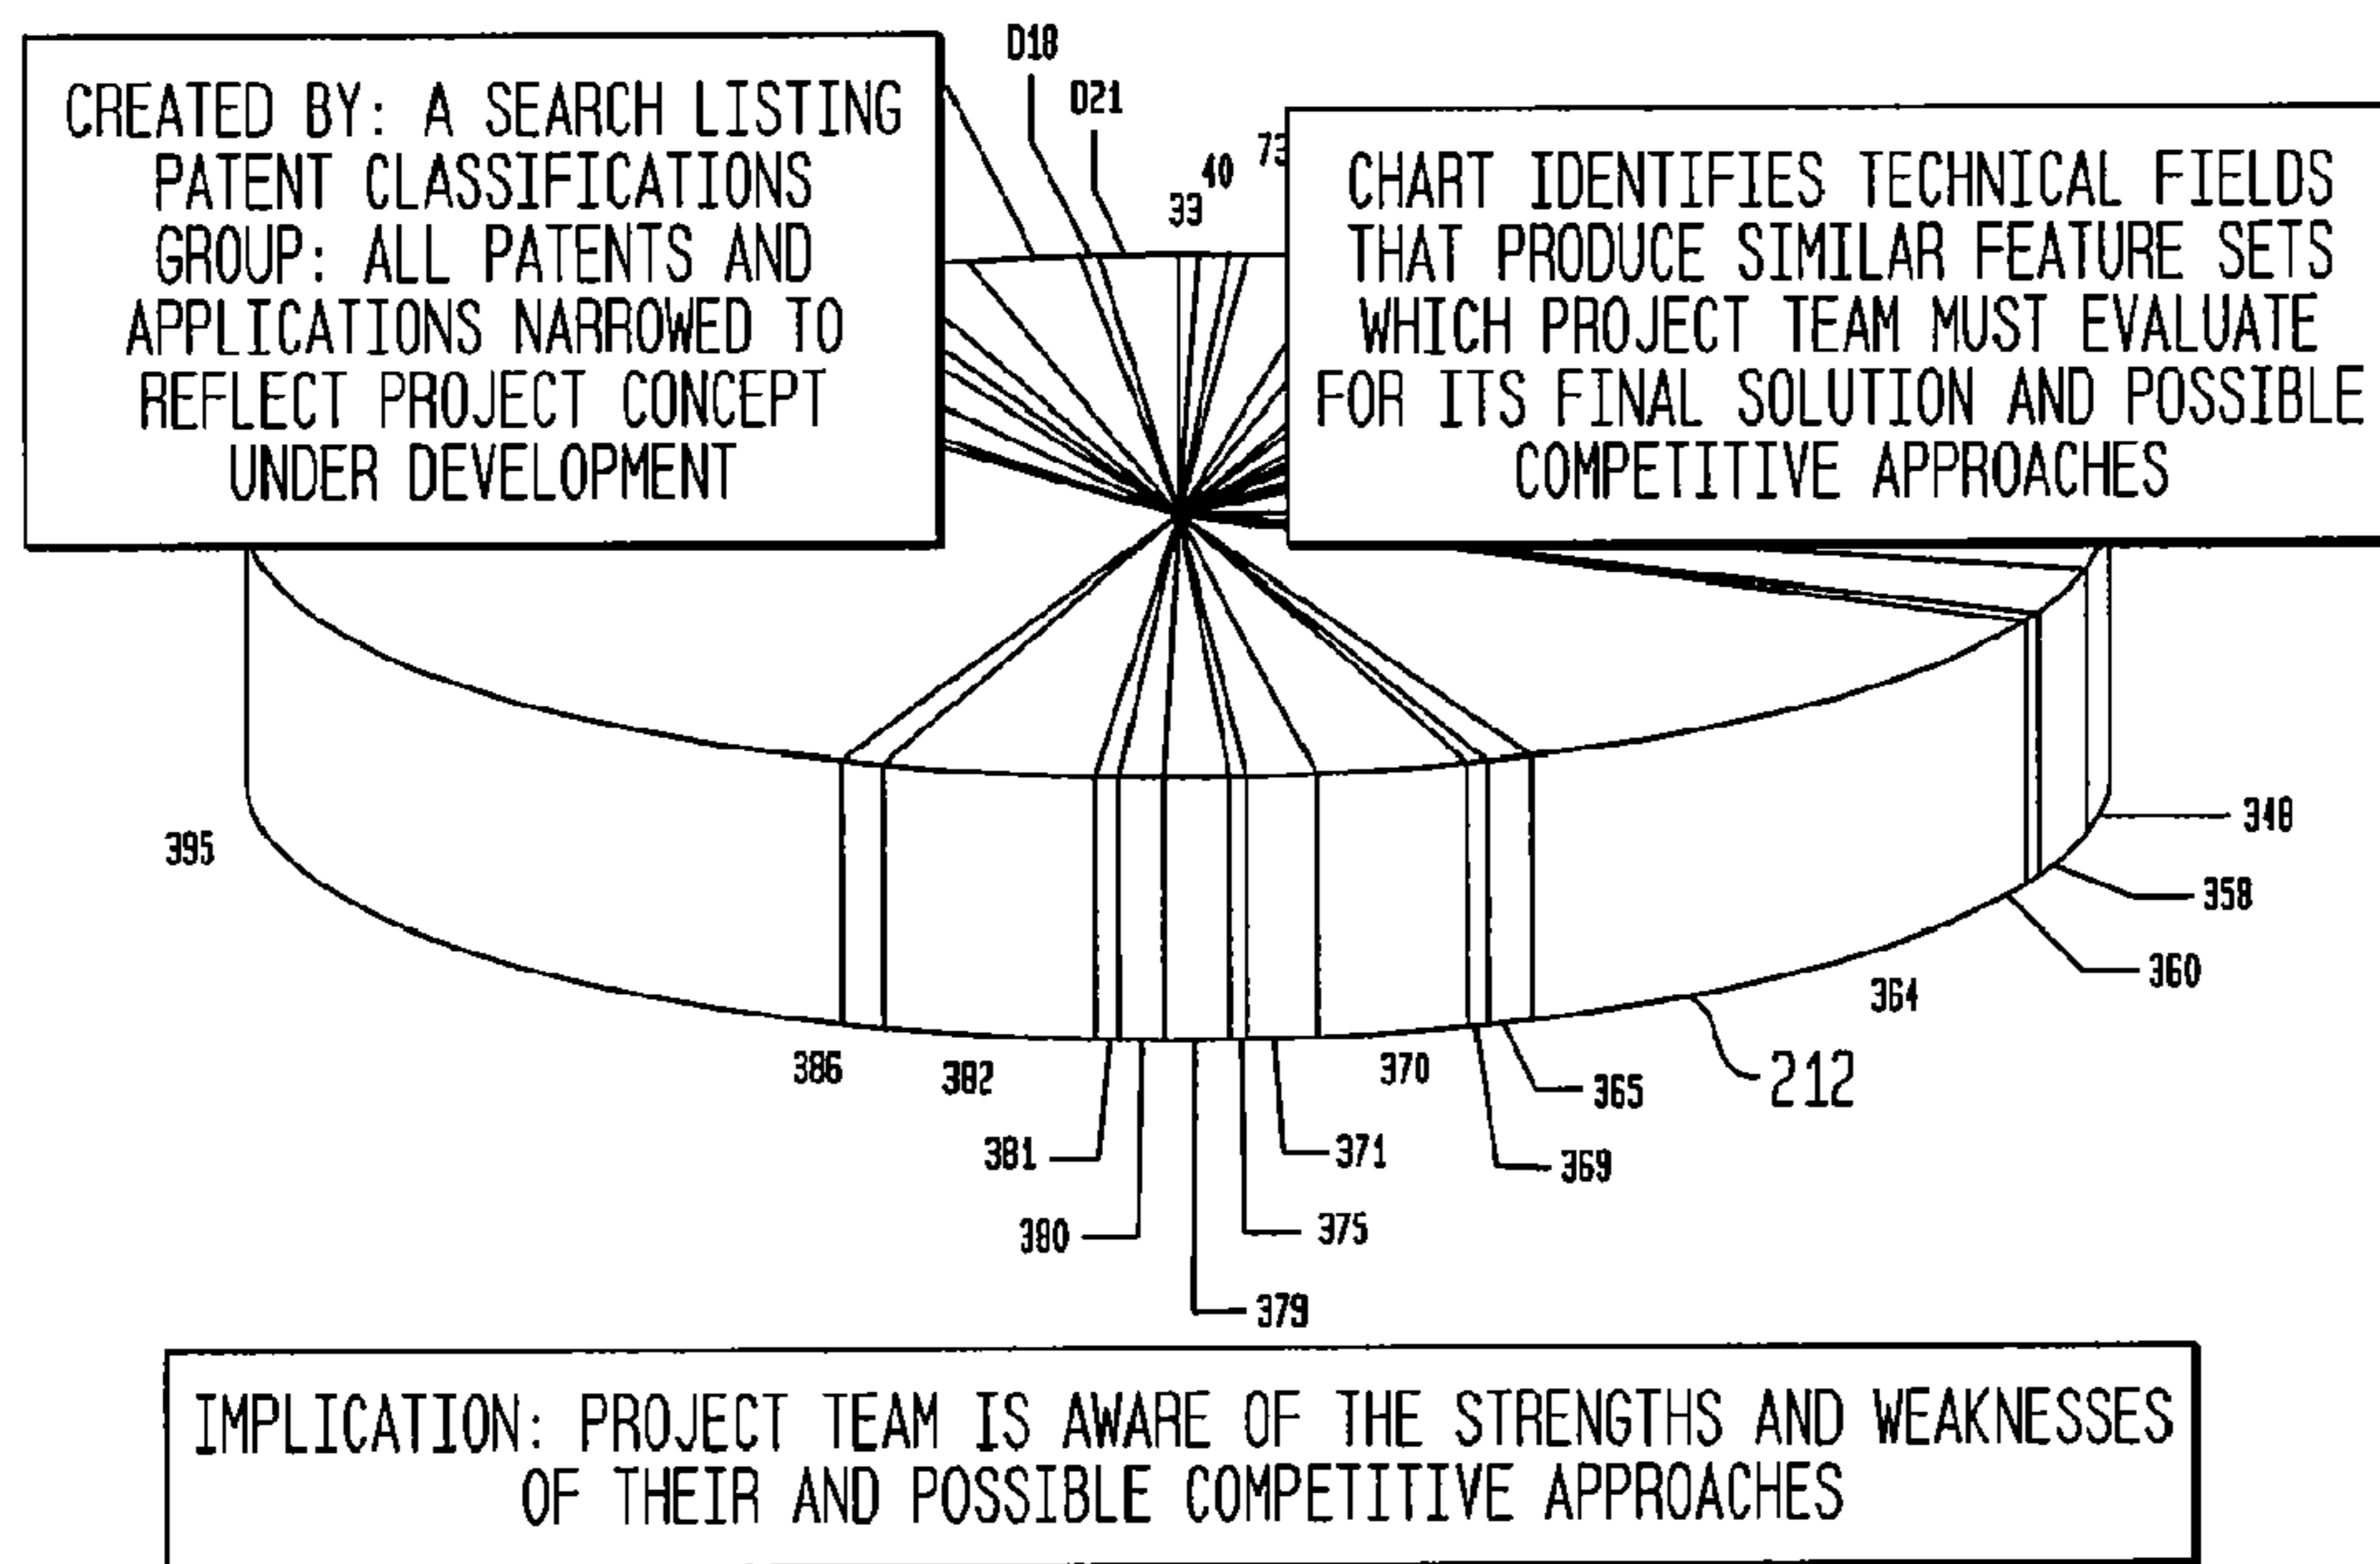 D18
CREATED BY: A SEARCH LISTING
PATENT CLASSIFICATIONS
GROUP: ALL PATENTS AND
APPLICATIONS NARROWED TO
REFLECT PROJECT CONCEPT
UNDER DEVELOPMENT
D21
73
40
33
CHART IDENTIFIES TECHNICAL FIELDS
THAT PRODUCE SIMILAR FEATURE SETS
WHICH PROJECT TEAM MUST EVALUATE
FOR ITS FINAL SOLUTION AND POSSIBLE
COMPETITIVE APPROACHES
348
395
358
360
364
386
382
370
365
212
381
371
369
380
375
379
IMPLICATION: PROJECT TEAM IS AWARE OF THE STRENGTHS AND WEAKNESSES
OF THEIR AND POSSIBLE COMPETITIVE APPROACHES